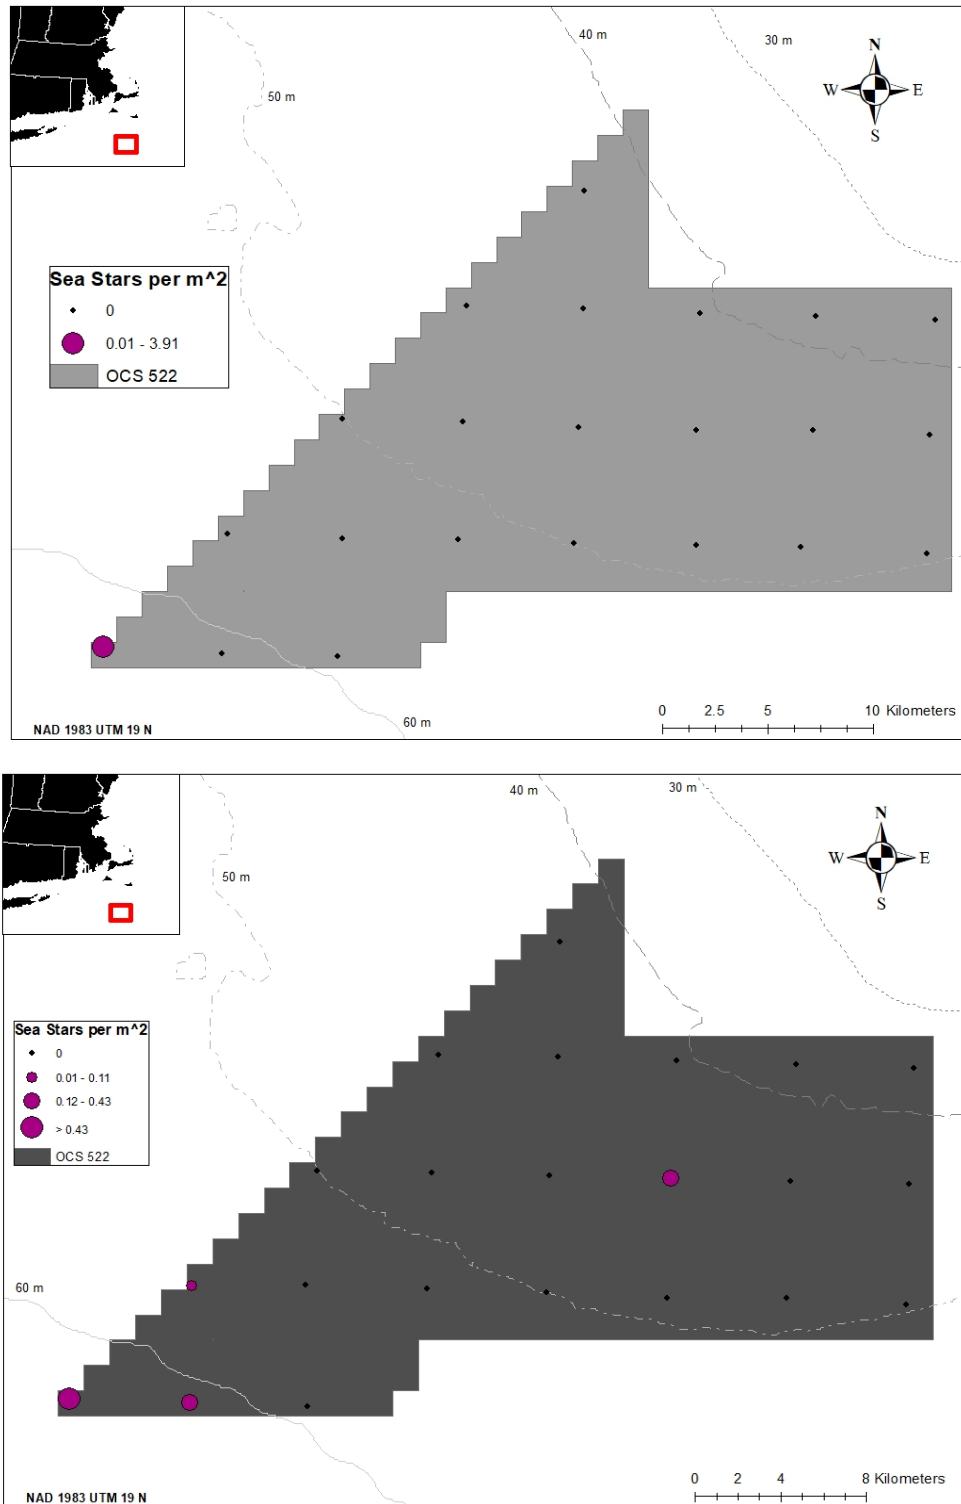 40 m
30 m
N
50 m
W E
S
Sea Stars per m^2
0
0.01 - 3.91
OCS 522
0 2.5 5 10 Kilometers
60 m
NAD 1983 UTM 19 N
40 m
30 m
N
W E
50 m
S
Sea Stars per m^2
0
0.01 - 0.11
0.12 - 0.43
> 0.43
OCS 522
60 m
0 2 4 8 Kilometers
NAD 1983 UTM 19 N